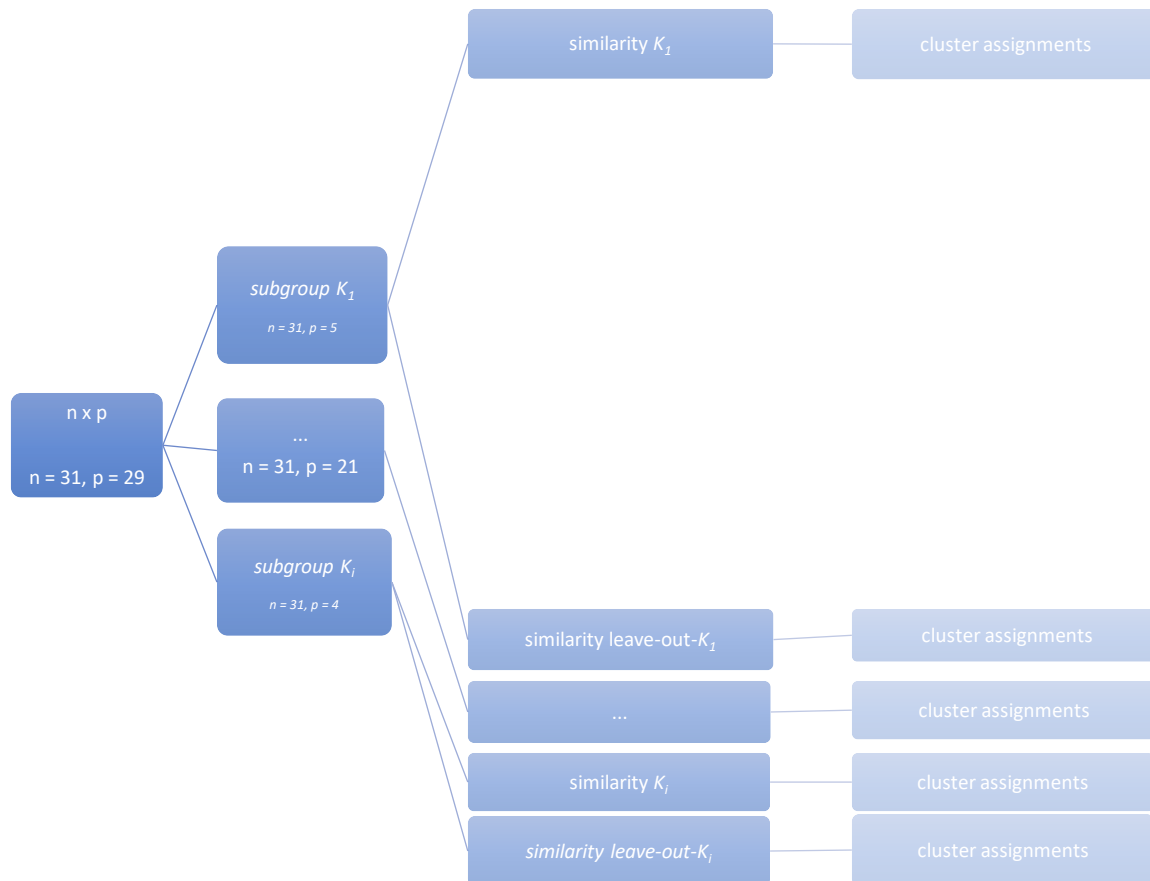 similarity K₁
cluster assignments
subgroup K₁
n = 31, p = 5
n x p
n = 31, p = 29
...
n = 31, p = 21
subgroup Kᵢ
n = 31, p = 4
similarity leave-out-K₁
cluster assignments
...
cluster assignments
similarity Kᵢ
cluster assignments
similarity leave-out-Kᵢ
cluster assignments